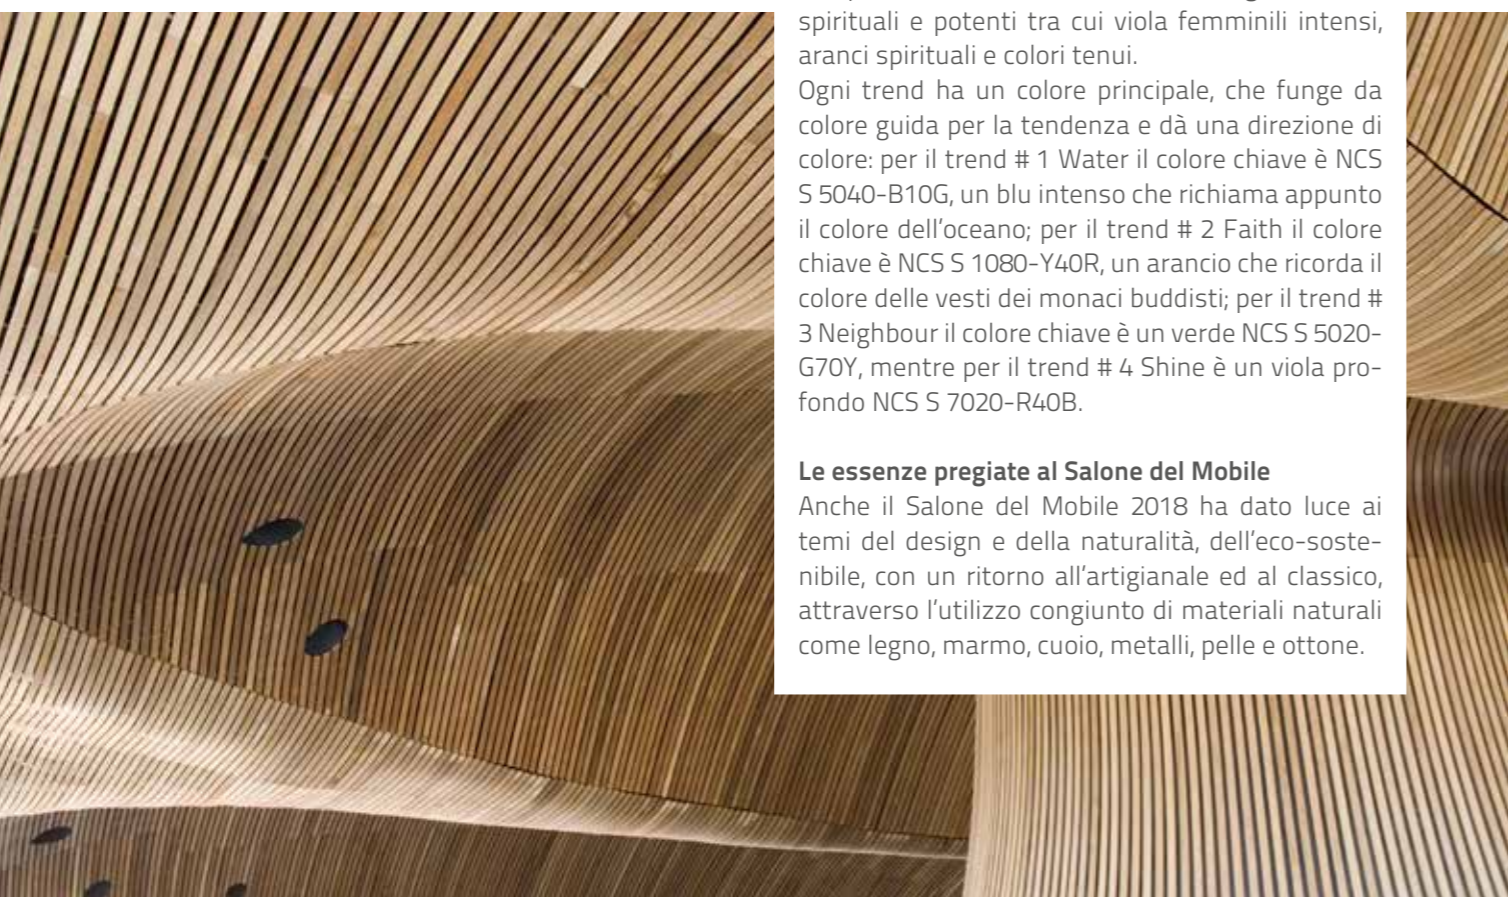 spirituali e potenti tra cui viola femminili intensi,
aranci spirituali e colori tenui.
Ogni trend ha un colore principale, che funge da
colore guida per la tendenza e dà una direzione di
colore: per il trend # 1 Water il colore chiave è NCS
S 5040-B10G, un blu intenso che richiama appunto
il colore dell’oceano; per il trend # 2 Faith il colore
chiave è NCS S 1080-Y40R, un arancio che ricorda il
colore delle vesti dei monaci buddisti; per il trend #
3 Neighbour il colore chiave è un verde NCS S 5020-
G70Y, mentre per il trend # 4 Shine è un viola pro-
fondo NCS S 7020-R40B.
Le essenze pregiate al Salone del Mobile
Anche il Salone del Mobile 2018 ha dato luce ai
temi del design e della naturalità, dell’eco-soste-
nibile, con un ritorno all’artigianale ed al classico,
attraverso l’utilizzo congiunto di materiali naturali
come legno, marmo, cuoio, metalli, pelle e ottone.